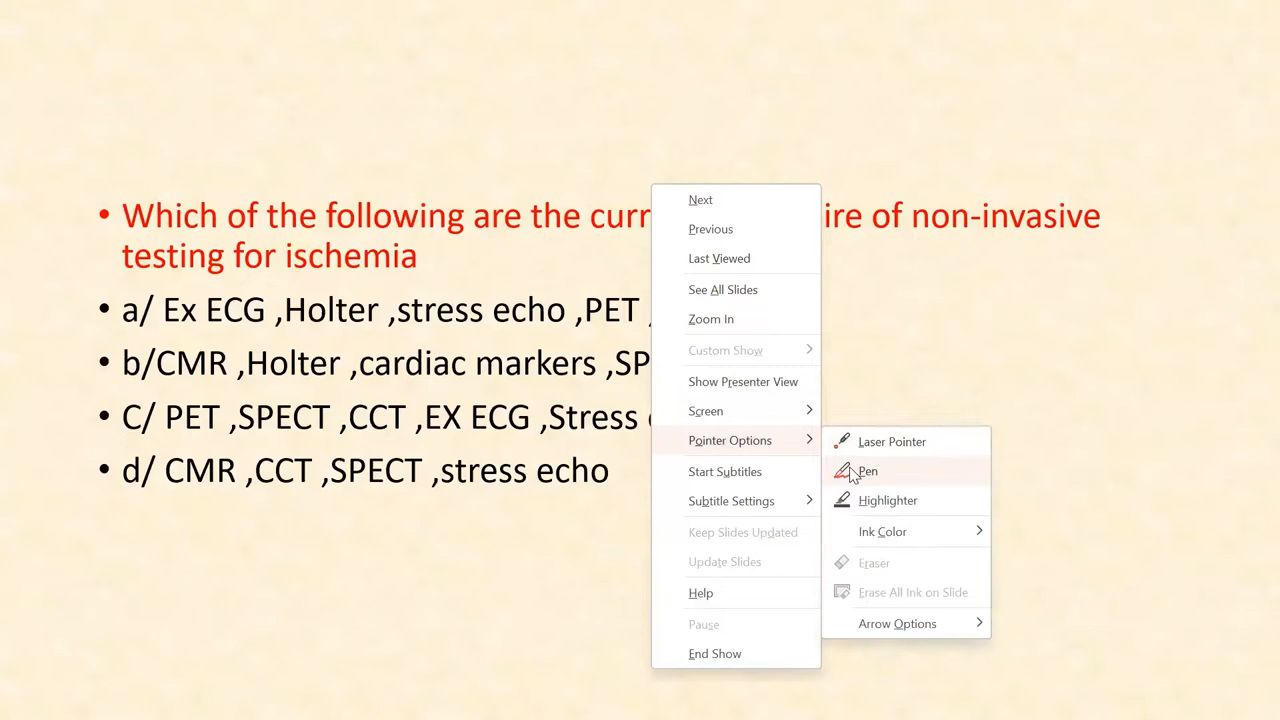 • Which of the following are the curr ire of non-invasive
testing for ischemia
• a/ Ex ECG ,Holter ,stress echo ,PET ,
• b/CMR ,Holter ,cardiac markers ,SP
• C/ PET ,SPECT ,CCT ,EX ECG ,Stress
• d/ CMR ,CCT ,SPECT ,stress echo
Next
Previous
Last Viewed
See All Slides
Zoom In
Custom Show
Show Presenter View
Screen
Pointer Options
Start Subtitles
Subtitle Settings
Keep Slides Updated
Update Slides
Help
Pause
End Show
Laser Pointer
Pen
Highlighter
Ink Color
Eraser
Erase All Ink on Slide
Arrow Options